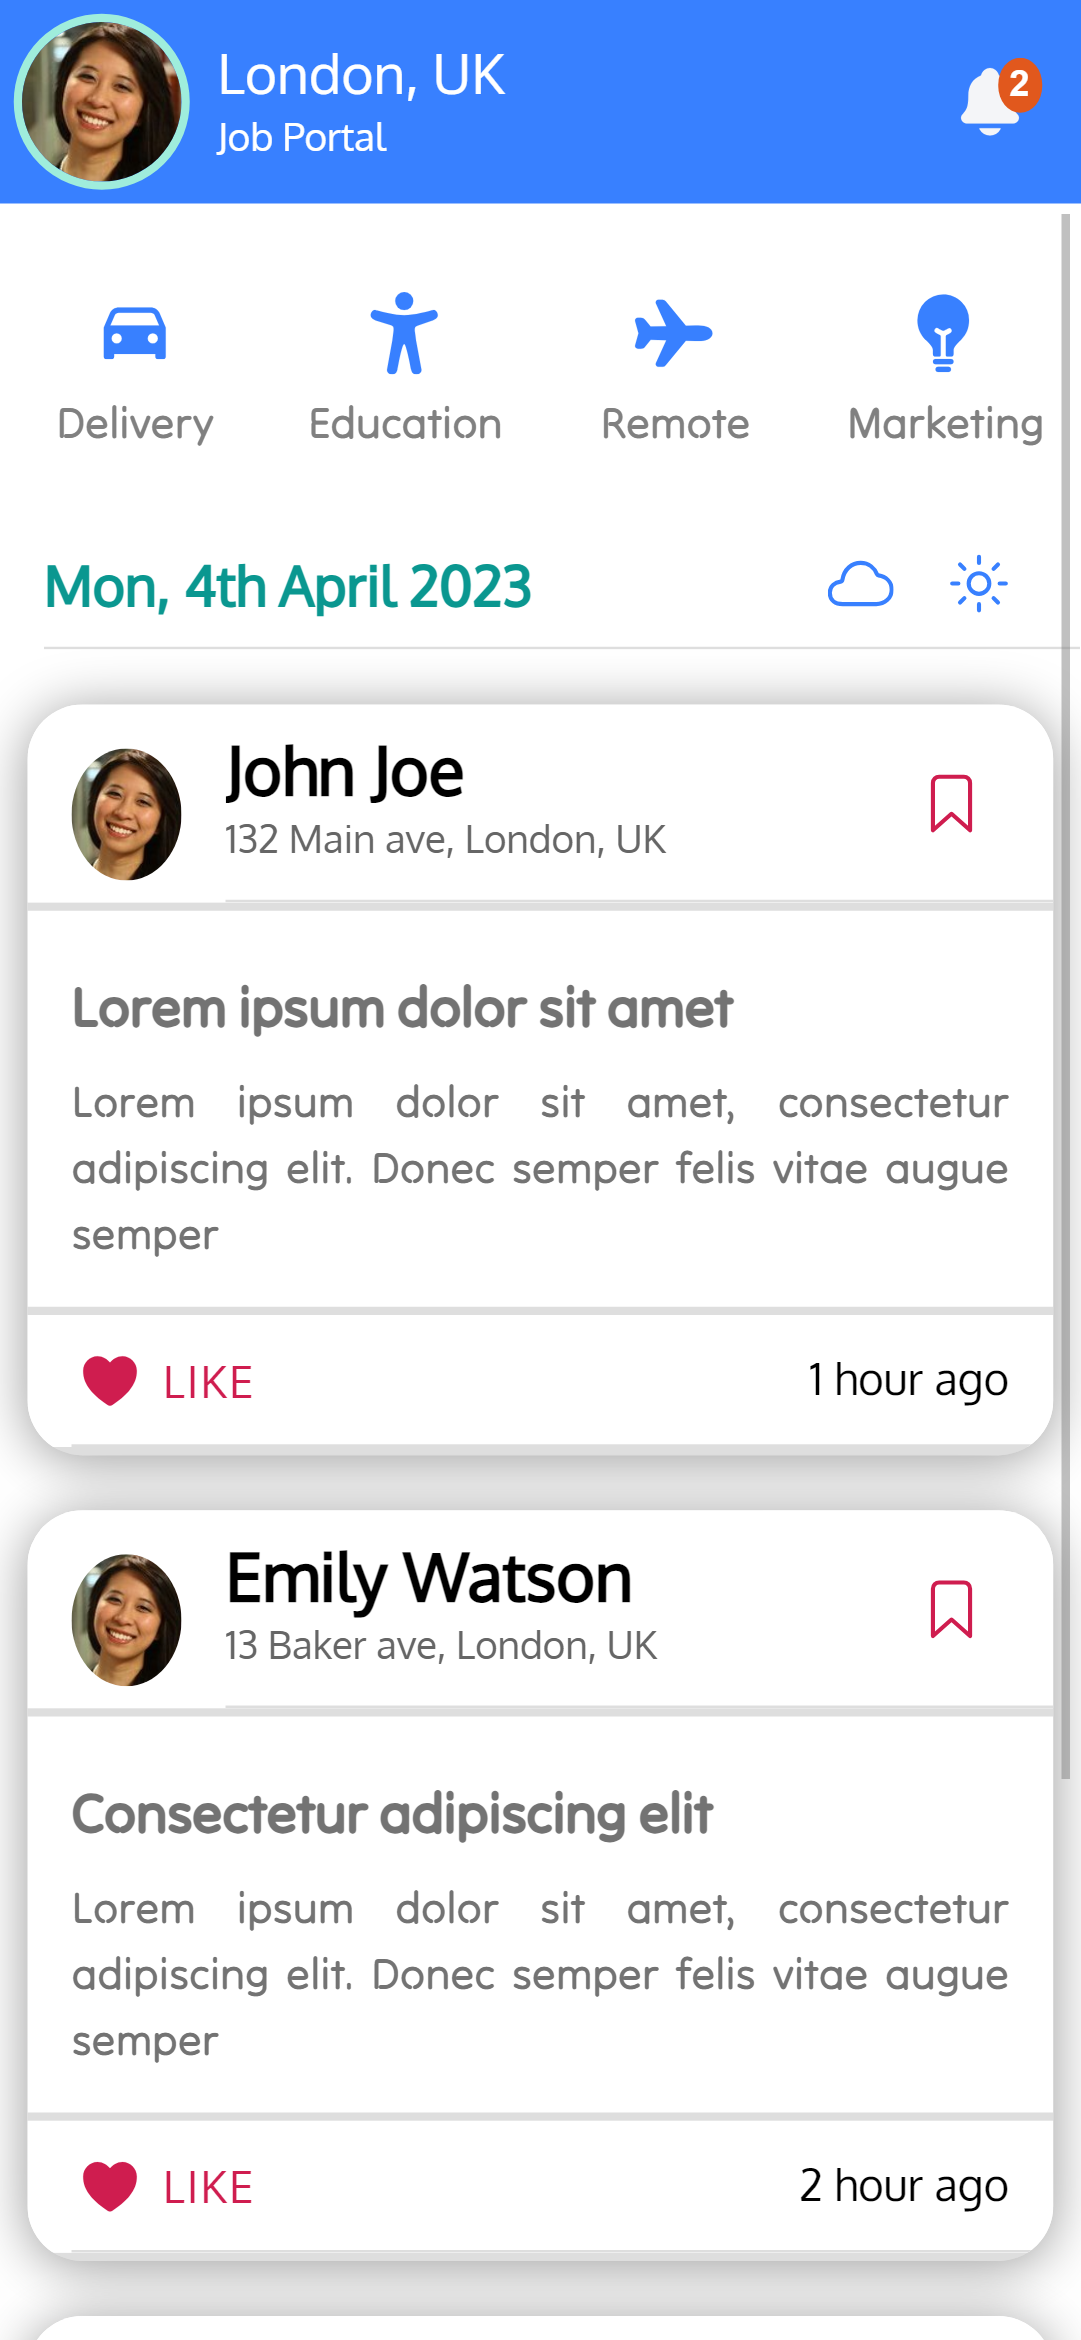 London, UK
Job Portal
2
Delivery
Education
Remote
Marketing
Mon, 4th April 2023
John Joe
132 Main ave, London, UK
Lorem ipsum dolor sit amet
Lorem ipsum dolor sit amet, consectetur
adipiscing elit. Donec semper felis vitae augue
semper
LIKE
1 hour ago
Emily Watson
13 Baker ave, London, UK
Consectetur adipiscing elit
Lorem ipsum dolor sit amet, consectetur
adipiscing elit. Donec semper felis vitae augue
semper
LIKE
2 hour ago